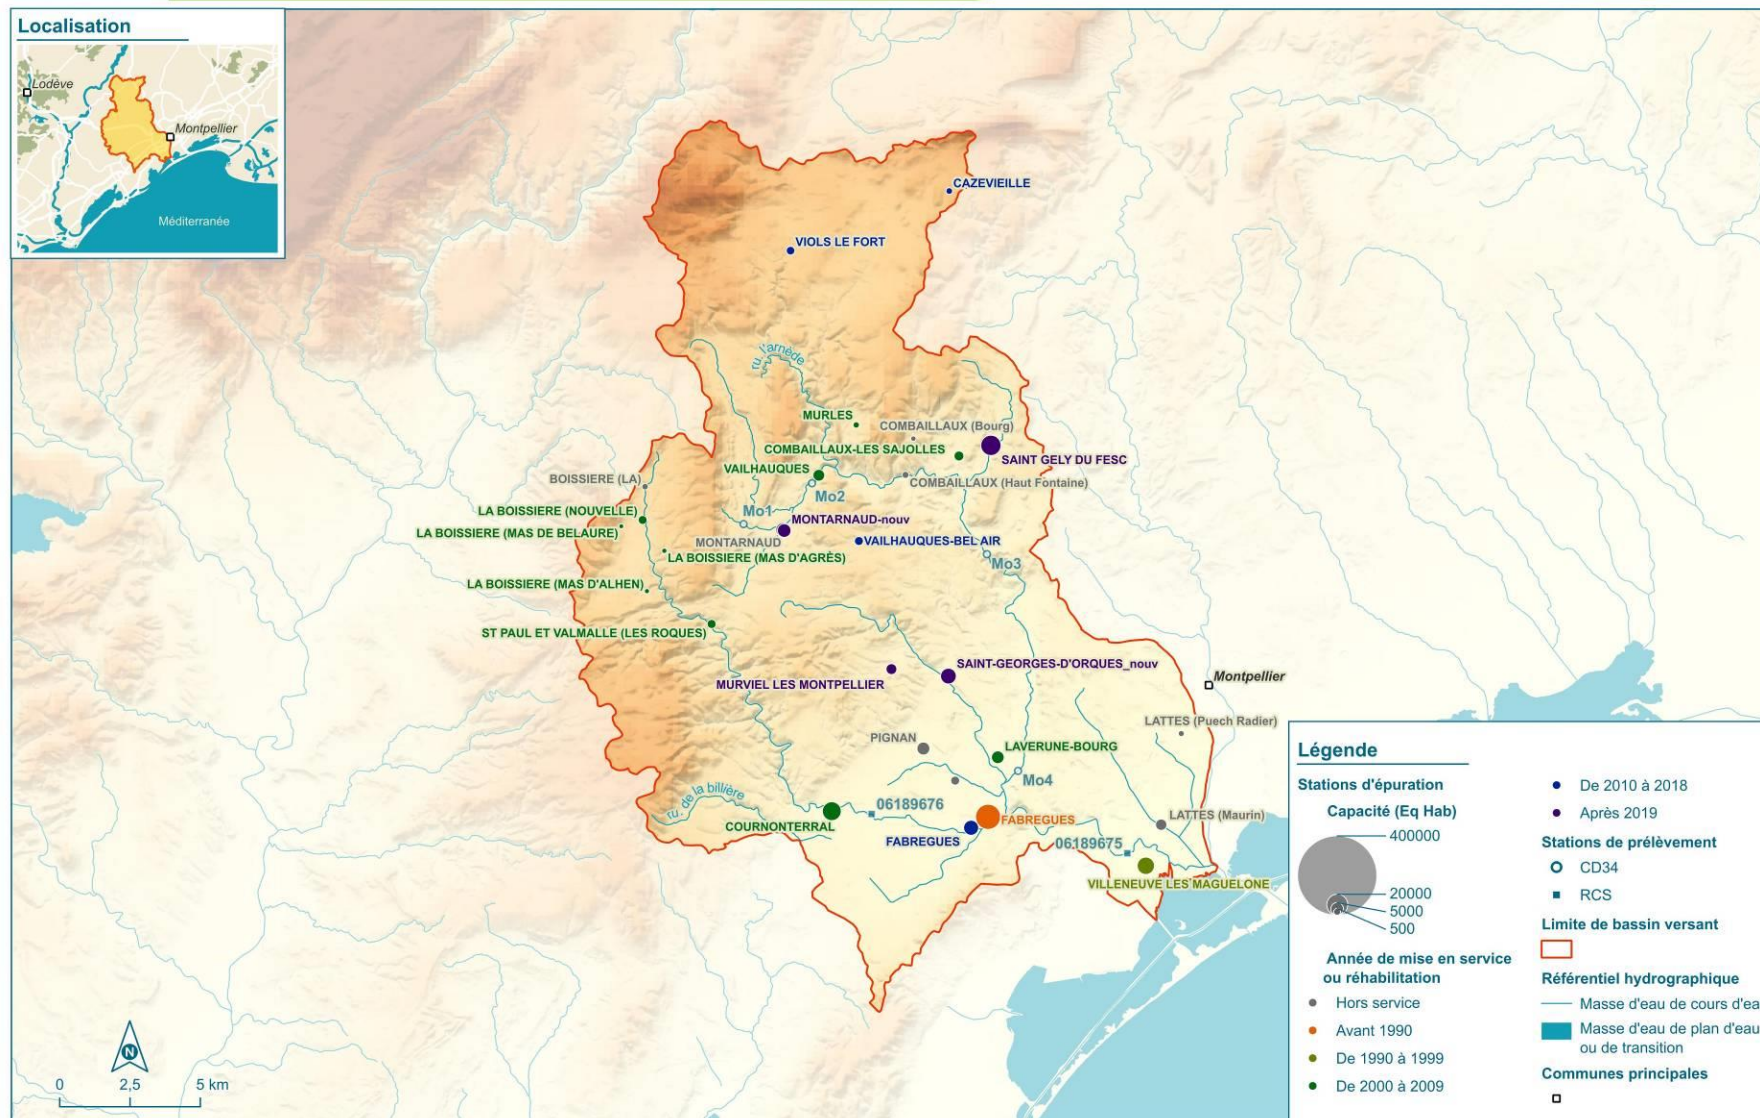 Localisation
Lodève
Montpellier
Méditerranée
CAZEVIEILLE
VIOLS LE FORT
ru. l'arnède
MURLES
COMBAILLAUX (Bourg)
COMBAILLAUX-LES SAJOLLES
SAINT GELY DU FESC
VAILHAUQUES
BOISSIERE (LA)
COMBAILLAUX (Haut Fontaine)
Mo2
LA BOISSIERE (NOUVELLE)
Mo1
MONTARNAUD-nouv
LA BOISSIERE (MAS DE BELAURE)
MONTARNAUD
VAILHAUQUES-BEL AIR
LA BOISSIERE (MAS D'AGRÈS)
Mo3
LA BOISSIERE (MAS D'ALHEN)
ST PAUL ET VALMALLE (LES ROQUES)
SAINT-GEORGES-D'ORQUES_nouv
MURVIEL LES MONTPELLIER
Montpellier
LATTES (Puech Radier)
PIGNAN
LAVERUNE-BOURG
Mo4
ru. de la billière
06189676
COURNONTERRAL
FABREGUES
LATTES (Maurin)
FABREGUES
06189675
VILLENEUVE LES MAGUELONE
N
0 2,5 5 km
Légende
Stations d'épuration
Capacité (Eq Hab)
400000
20000
5000
500
Année de mise en service
ou réhabilitation
Hors service
Avant 1990
De 1990 à 1999
De 2000 à 2009
De 2010 à 2018
Après 2019
Stations de prélèvement
CD34
RCS
Limite de bassin versant
Référentiel hydrographique
Masse d'eau de cours d'ea
Masse d'eau de plan d'eau
ou de transition
Communes principales